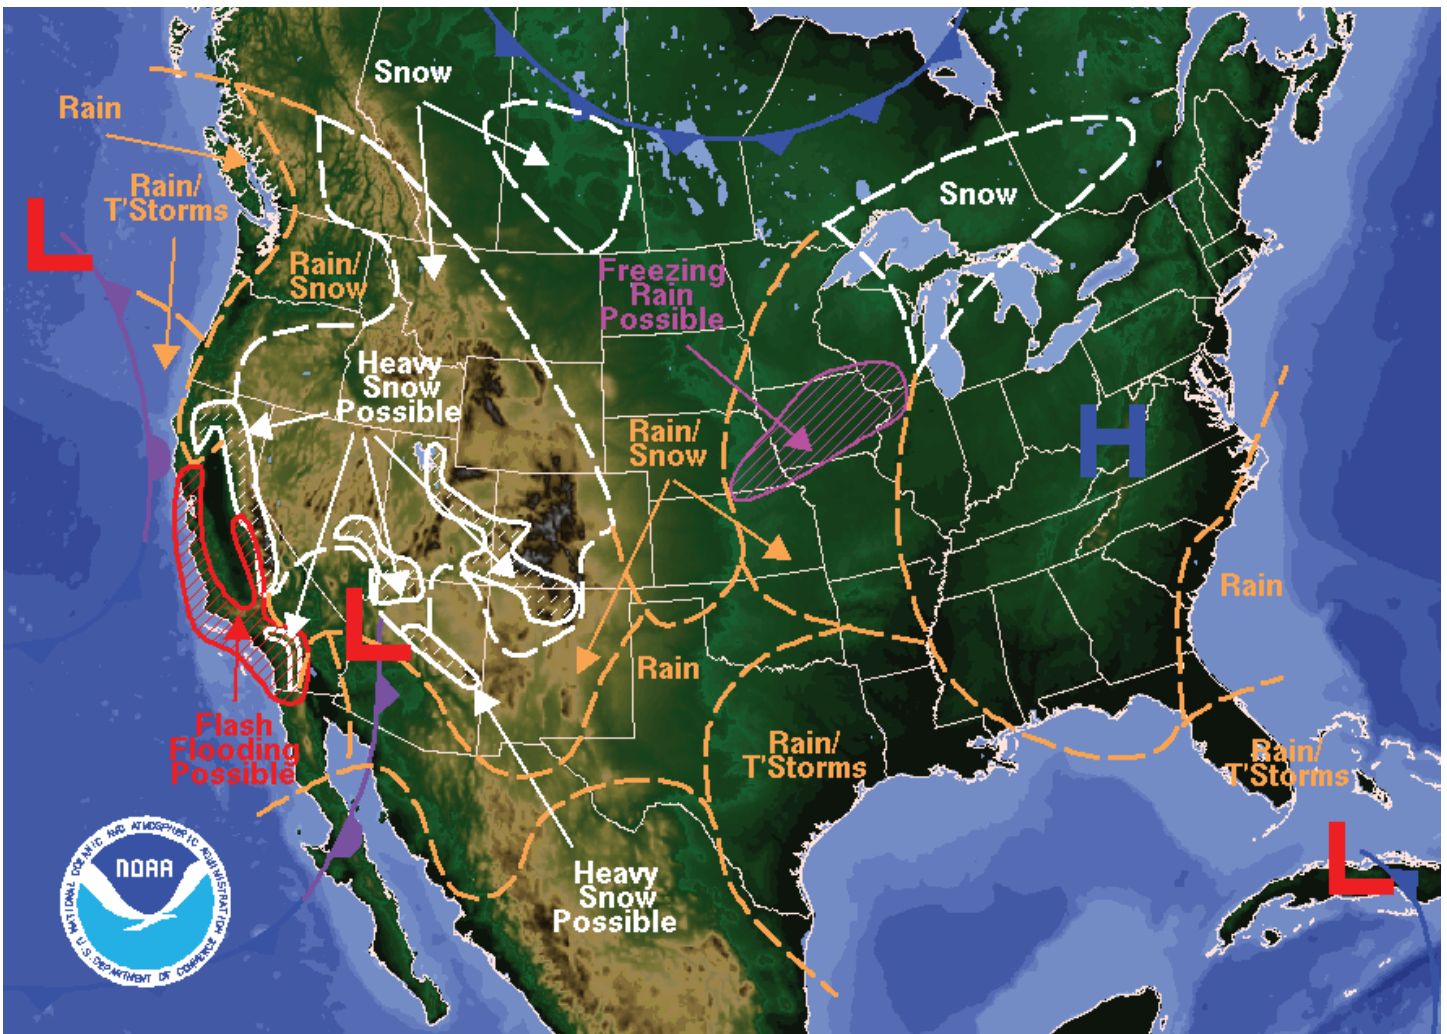 Snow
Rain
Rain/
T'Storms
Snow
L
Rain/
Snow
Freezing
Rain
Possible
Heavy
Snow
Possible
Rain/
Snow
H
Rain
L
Rain
Flash
Flooding
Possible
Rain/
T'Storms
Rain/
T'Storms
L
Heavy
Snow
Possible
NATIONAL OCEANIC AND ATMOSPHERIC ADMINISTRATION
NOAA
U.S. DEPARTMENT OF COMMERCE